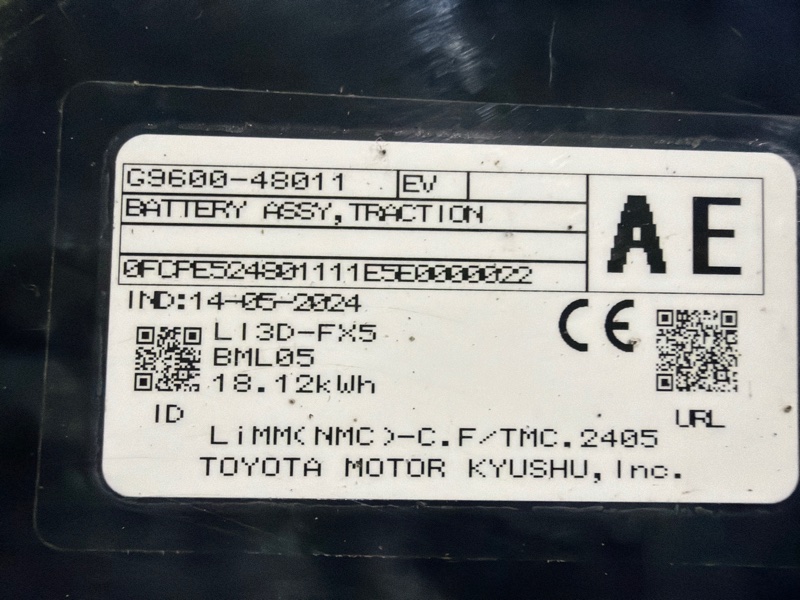 G9600-48011 EV
BATTERY ASSY,TRACTION
AE
0FCPE524801111E5E0000022
IND:14-05-2024
LI3D-FX5
BML05
18.12kWh
CE
ID
URL
LiMM(NMC)-C.F/TMC.2405
TOYOTA MOTOR KYUSHU,Inc.